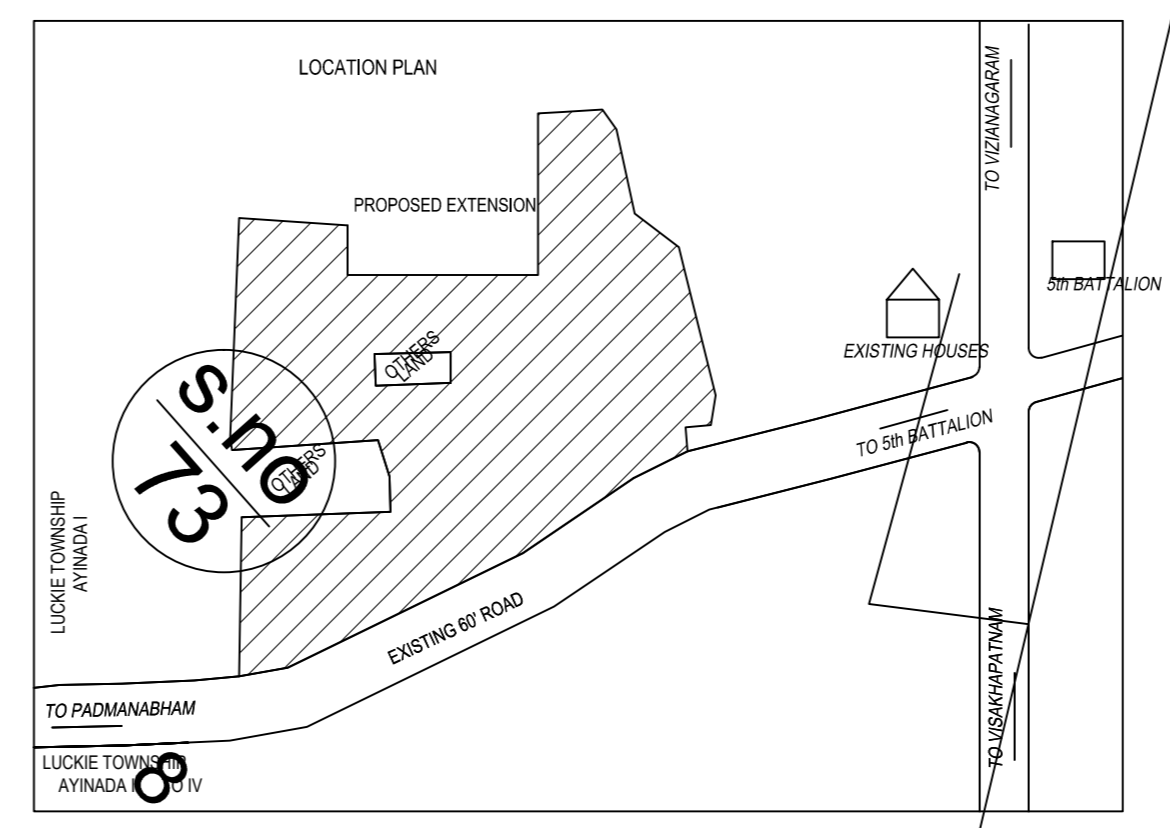 LOCATION PLAN
TO VIZIANAGARAM
PROPOSED EXTENSION
5th BATTALION
OTHERS
LAND
EXISTING HOUSES
s.no
73
OTHERS
LAND
TO 5th BATTALION
LUCKIE TOWNSHIP
AYINADA I
EXISTING 60' ROAD
TO VISAKHAPATNAM
TO PADMANABHAM
LUCKIE TOWNSHIP
AYINADA IV
8